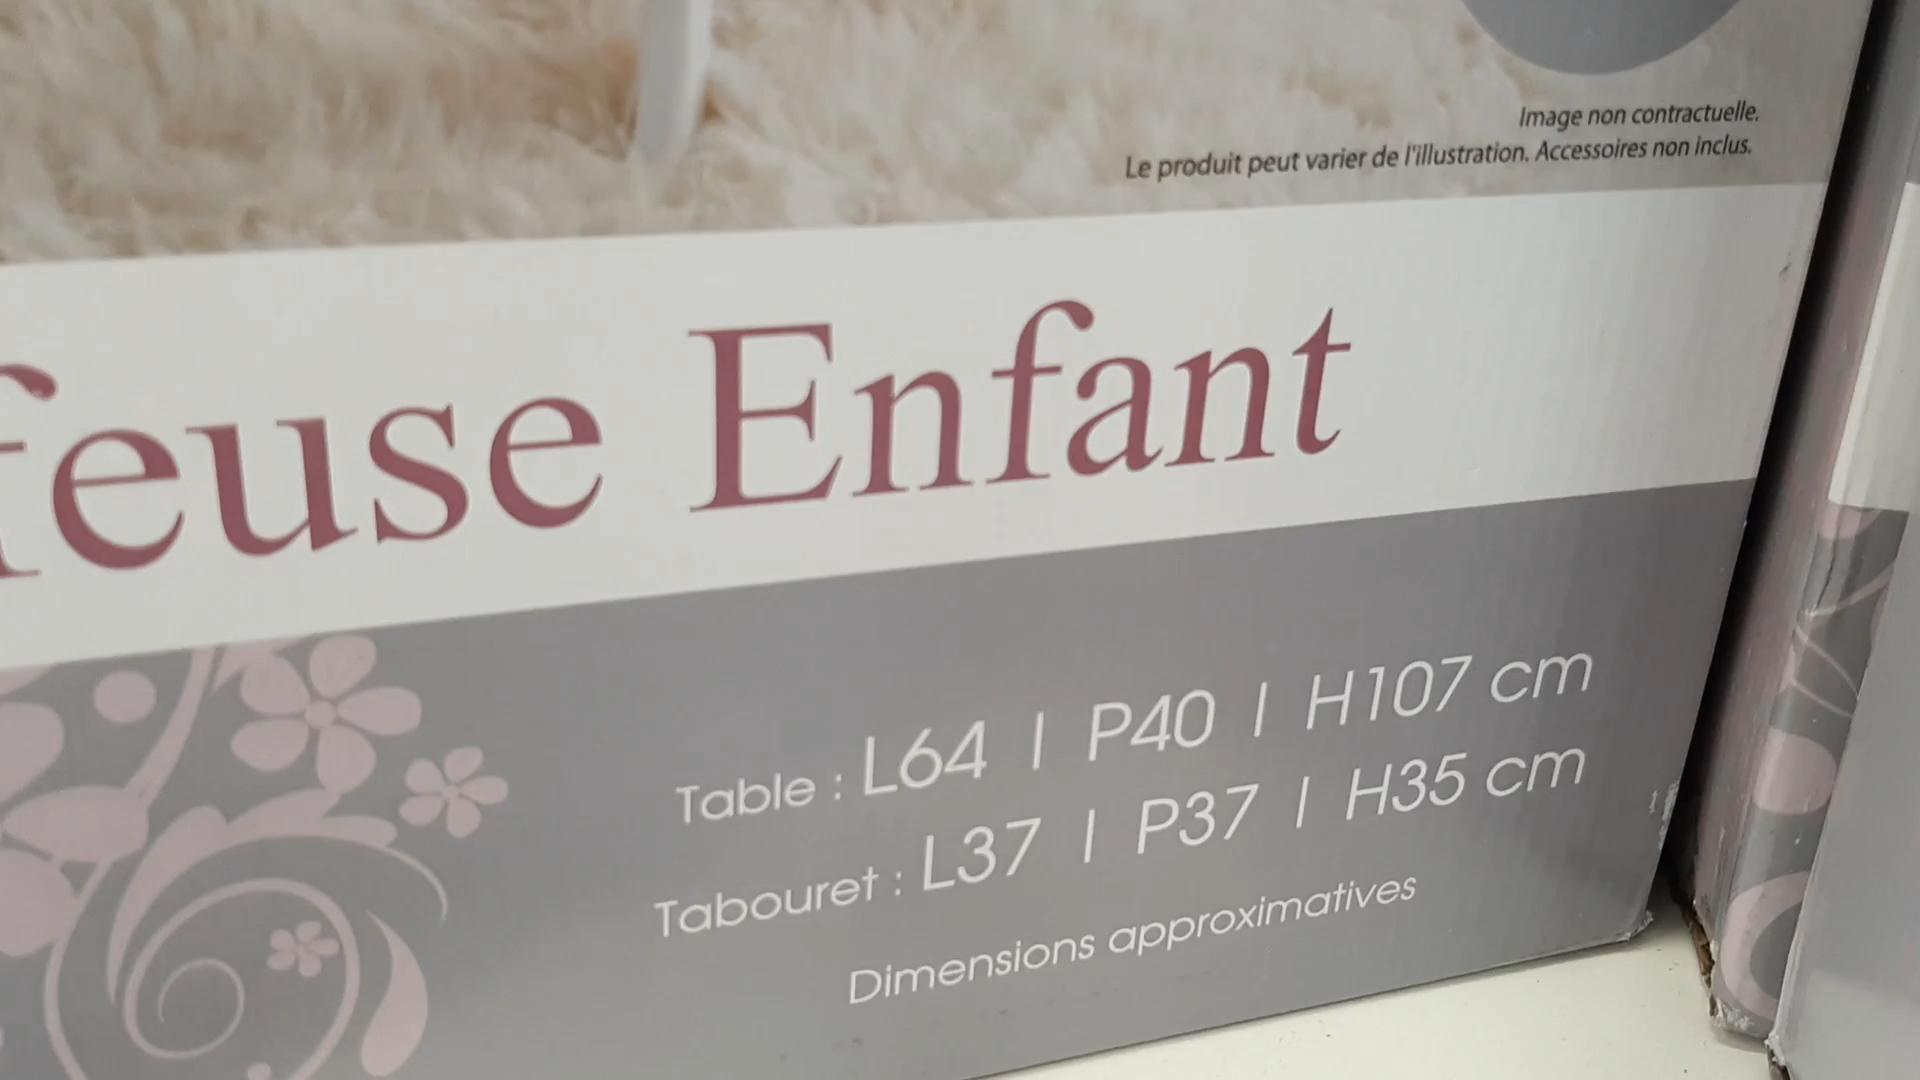 Image non contractuelle.
Le produit peut varier de l'illustration. Accessoires non inclus.
feuse Enfant
Table : L64 | P40 | H107 cm
Tabouret : L37 | P37 | H35 cm
Dimensions approximatives